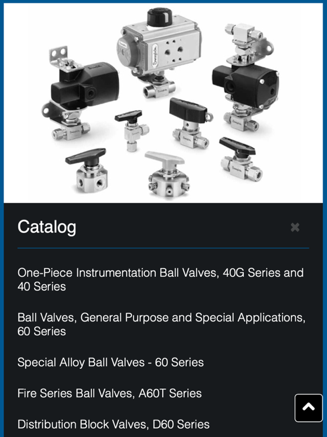 Catalog
One-Piece Instrumentation Ball Valves, 40G Series and
40 Series
Ball Valves, General Purpose and Special Applications,
60 Series
Special Alloy Ball Valves - 60 Series
Fire Series Ball Valves, A60T Series
Distribution Block Valves, D60 Series